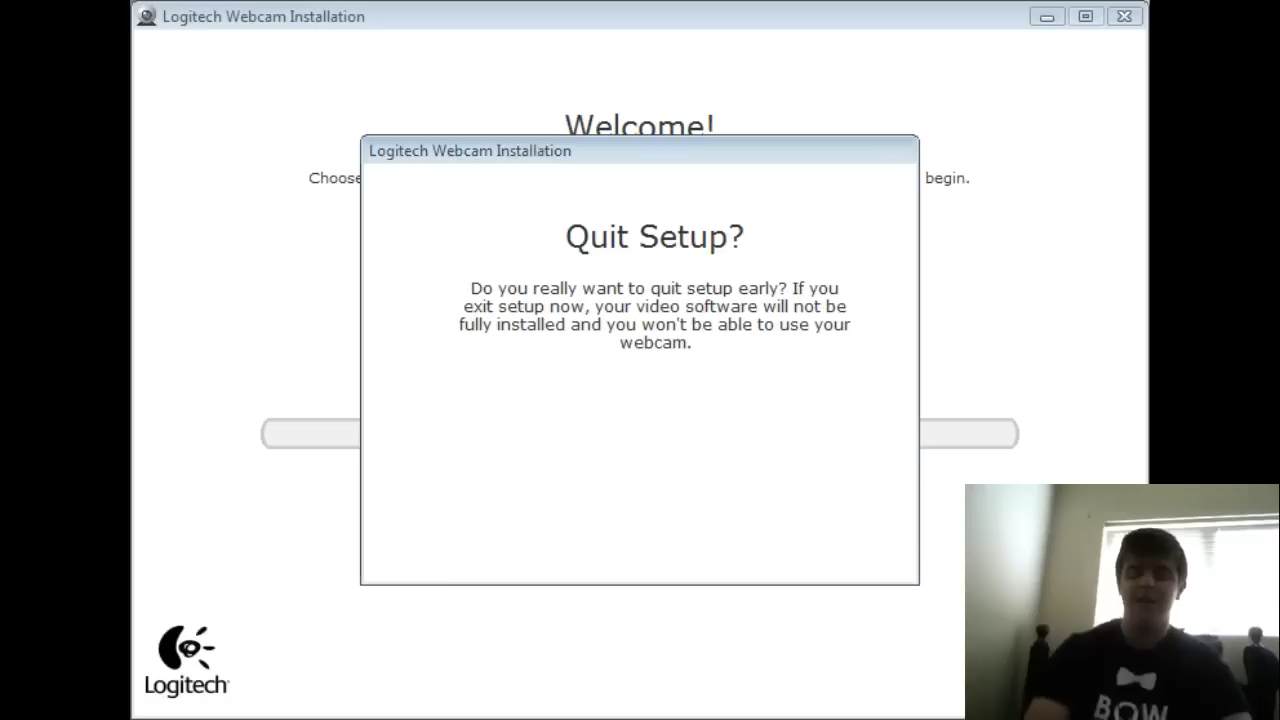 Logitech Webcam Installation
Welcome!
Choose
begin.
Logitech Webcam Installation
Quit Setup?
Do you really want to quit setup early? If you
exit setup now, your video software will not be
fully installed and you won't be able to use your
webcam.
Logitech
BOW